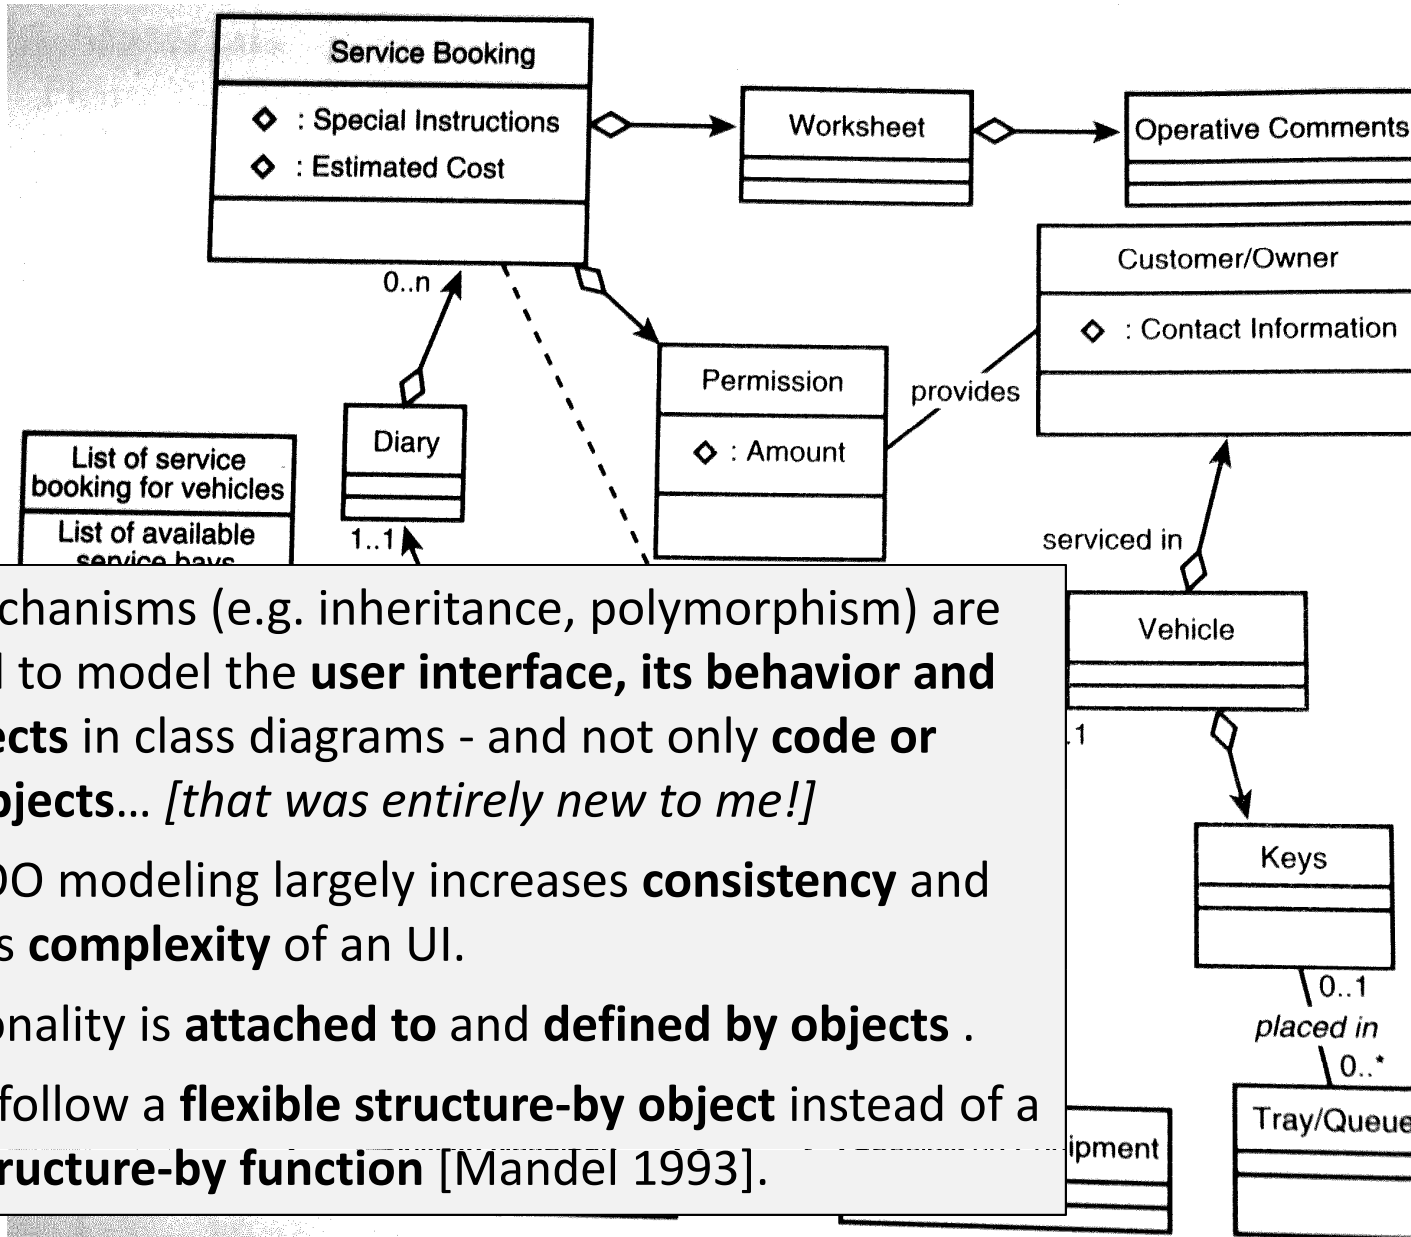 Service Booking
: Special Instructions
: Estimated Cost
Worksheet
Operative Comments
Customer/Owner
: Contact Information
0..n
Permission
: Amount
provides
Diary
1..1
List of service
booking for vehicles
List of available
service bays
serviced in
Vehicle
.1
Keys
0..1
placed in
0..*
Tray/Queue
ipment
chanisms (e.g. inheritance, polymorphism) are
to model the user interface, its behavior and
ects in class diagrams - and not only code or
bjects... [that was entirely new to me!]
OO modeling largely increases consistency and
s complexity of an UI.
onality is attached to and defined by objects .
follow a flexible structure-by object instead of a
ructure-by function [Mandel 1993].